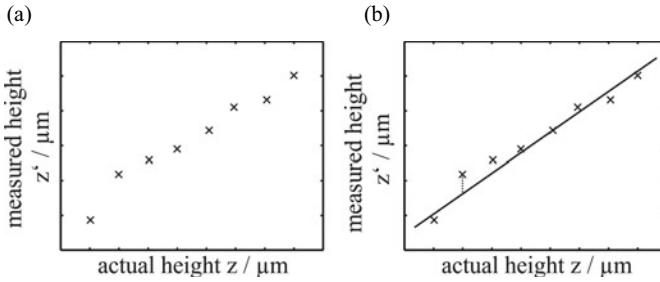 (a)
measured height
z‘ / µm
actual height z / µm
(b)
measured height
z‘ / µm
actual height z / µm